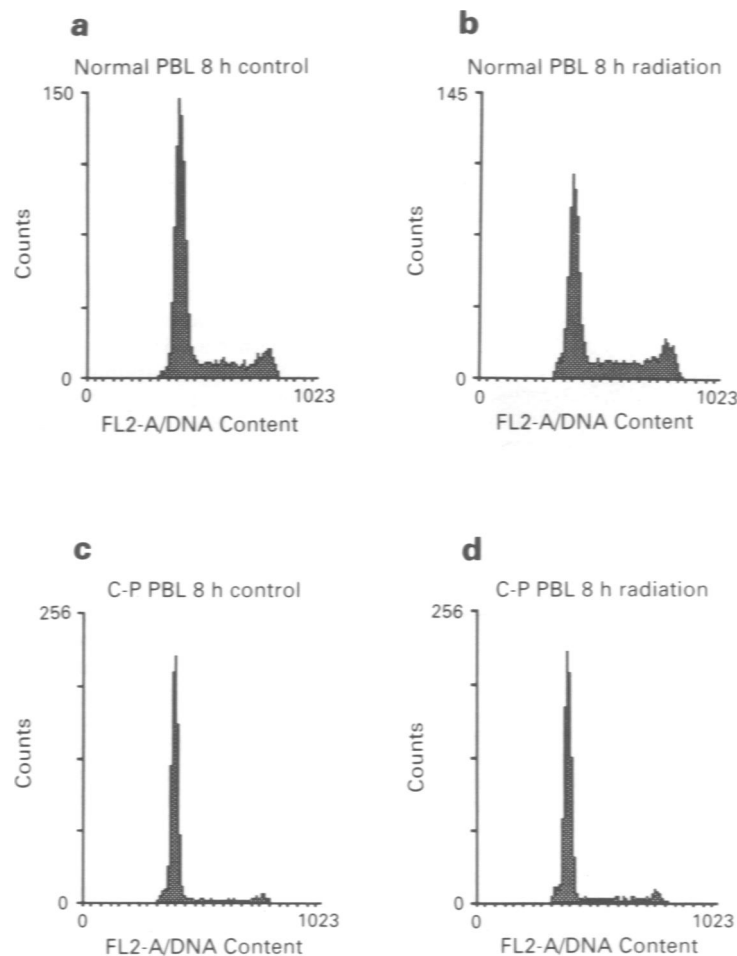 a
Normal PBL 8 h control
150
Counts
0
0
1023
FL2-A/DNA Content
b
Normal PBL 8 h radiation
145
Counts
0
0
1023
FL2-A/DNA Content
c
C-P PBL 8 h control
256
Counts
0
0
1023
FL2-A/DNA Content
d
C-P PBL 8 h radiation
256
Counts
0
0
1023
FL2-A/DNA Content